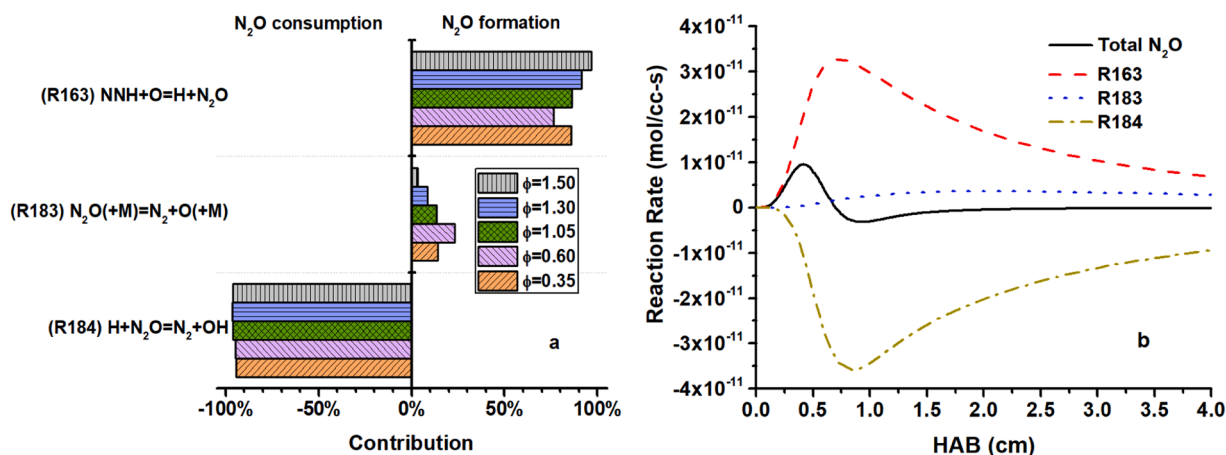 N₂O consumption N₂O formation
(R163) NNH+O=H+N₂O
(R183) N₂O(+M)=N₂+O(+M)
(R184) H+N₂O=N₂+OH
ϕ=1.50
ϕ=1.30
ϕ=1.05
ϕ=0.60
ϕ=0.35
a
-100% -50% 0% 50% 100%
Contribution
Reaction Rate (mol/cc-s)
4x10⁻¹¹
3x10⁻¹¹
2x10⁻¹¹
1x10⁻¹¹
0
-1x10⁻¹¹
-2x10⁻¹¹
-3x10⁻¹¹
-4x10⁻¹¹
Total N₂O
R163
R183
R184
b
0.0 0.5 1.0 1.5 2.0 2.5 3.0 3.5 4.0
HAB (cm)